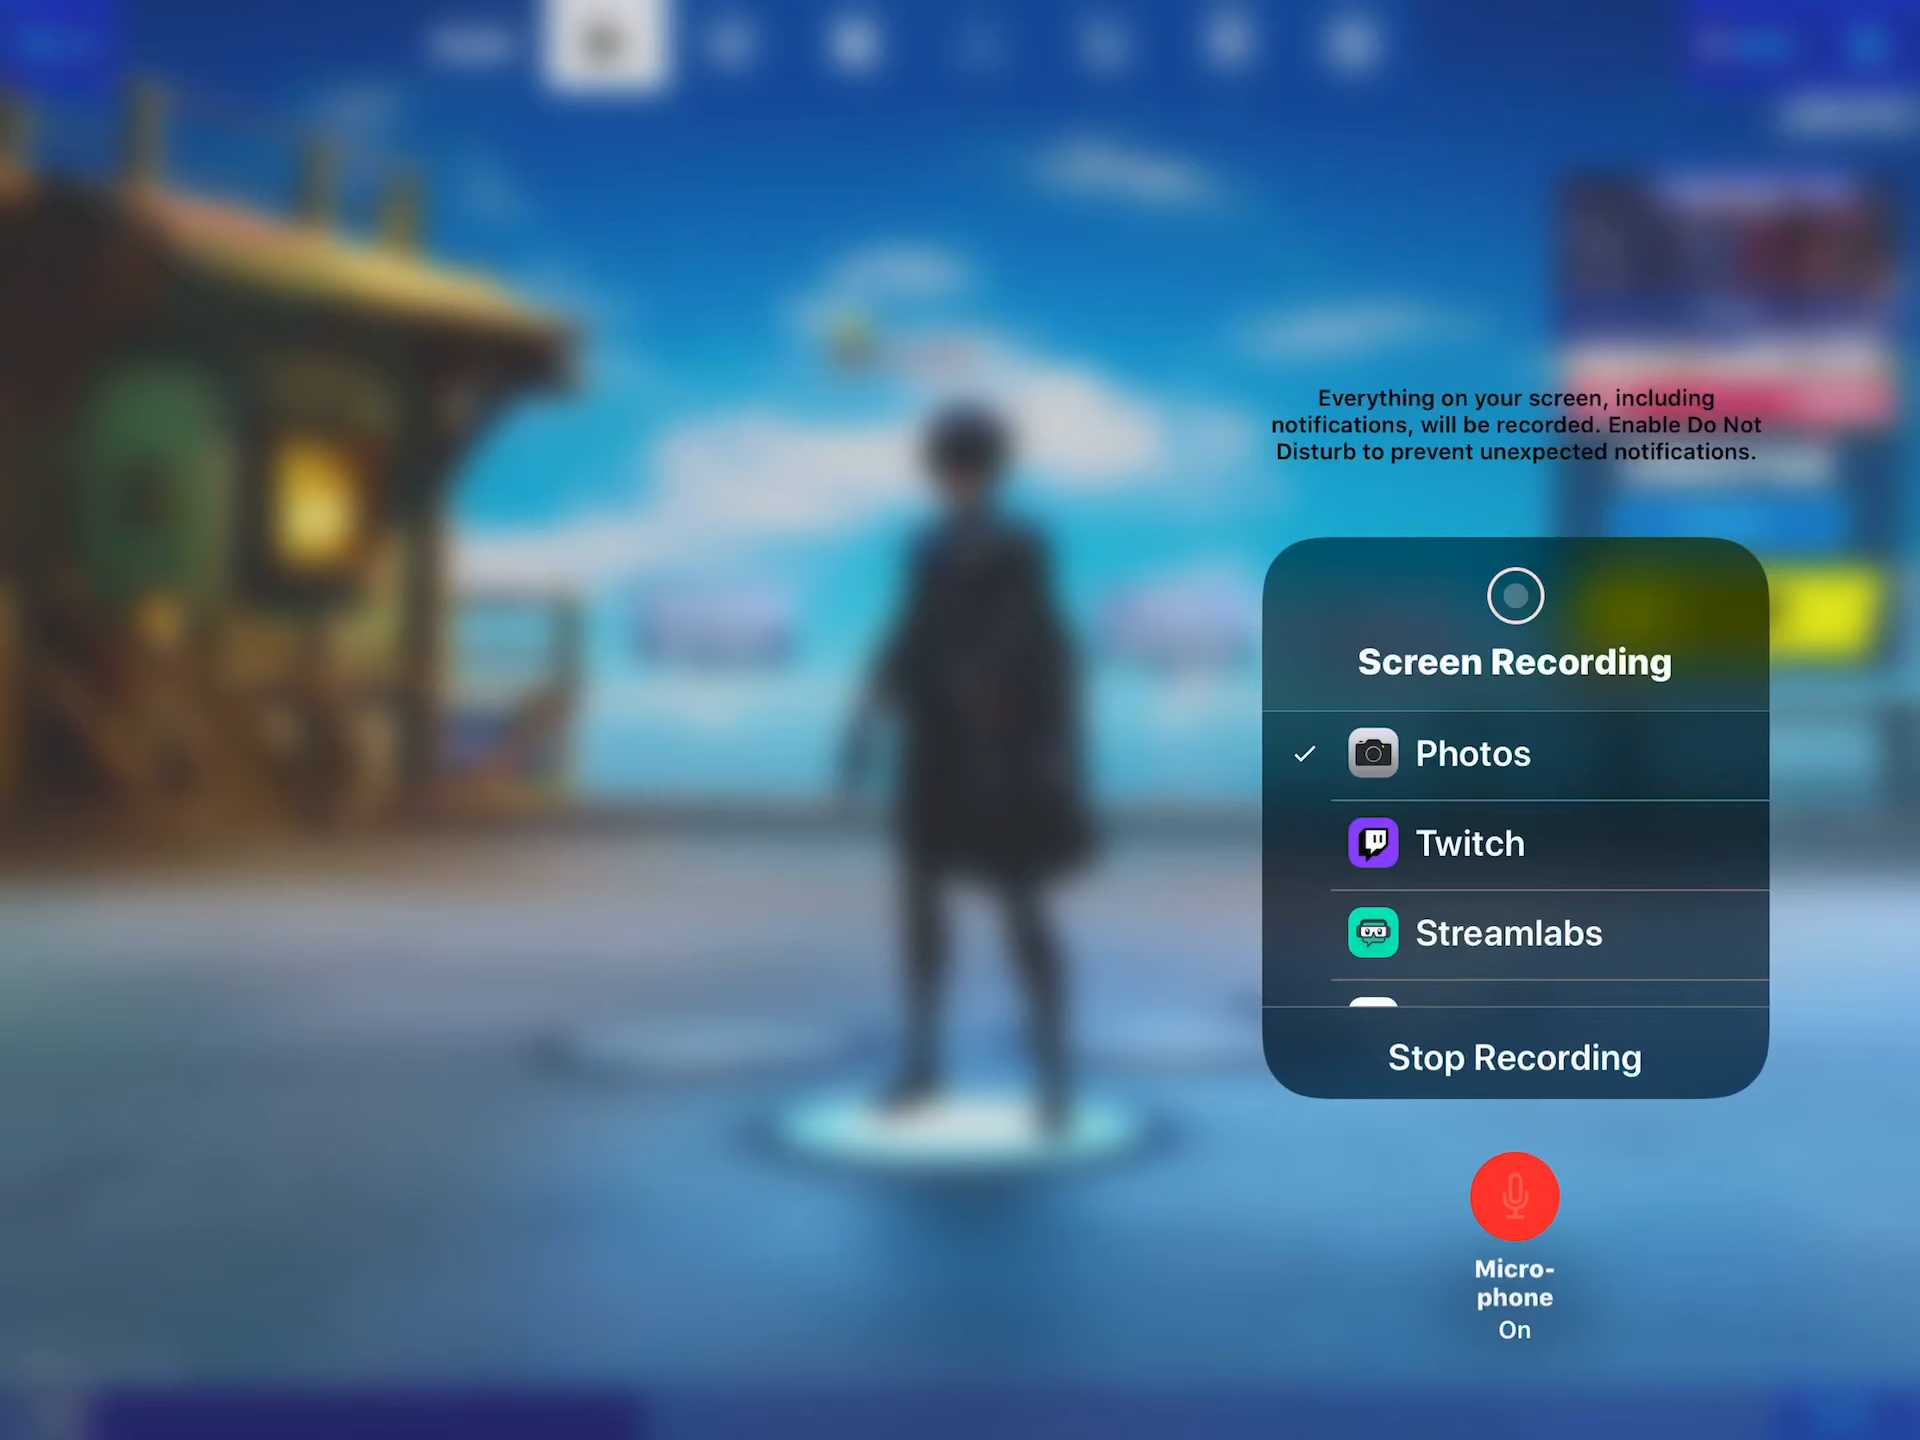 Everything on your screen, including
notifications, will be recorded. Enable Do Not
Disturb to prevent unexpected notifications.
Screen Recording
Photos
Twitch
Streamlabs
Stop Recording
Micro-
phone
On